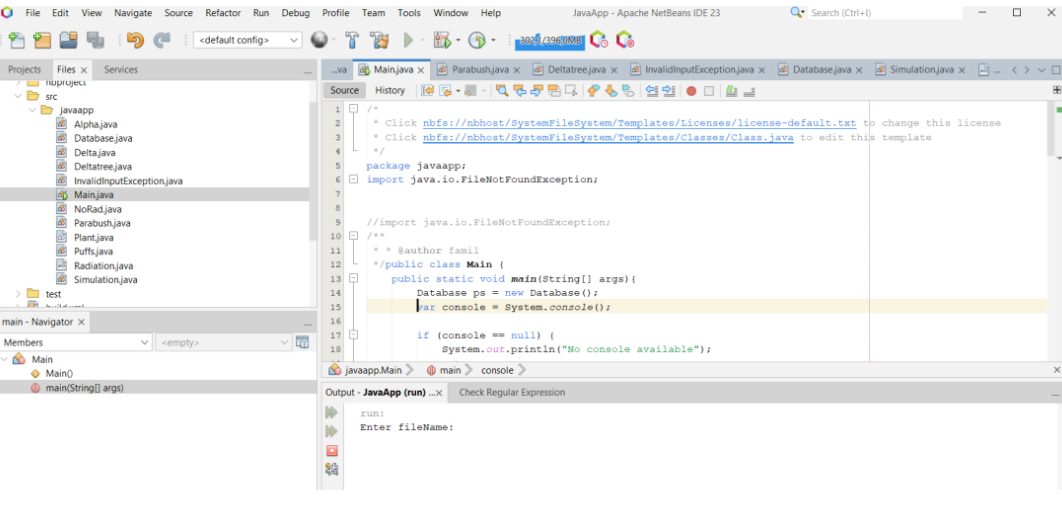 File Edit View Navigate Source Refactor Run Debug Profile Team Tools Window Help JavaApp - Apache NetBeans IDE 23 Search (Ctrl+I)
<default config>
Projects Files × Services
...va Main.java × Parabush.java × Deltatree.java × InvalidInputException.java × Database.java × Simulation.java ×
Source History
nbproject
src
javaapp
Alpha.java
Database.java
Delta.java
Deltatree.java
InvalidInputException.java
Main.java
NoRad.java
Parabush.java
Plant.java
Puffs.java
Radiation.java
Simulation.java
test
build.xml
1 /*
2 * Click nbfs://nbhost/SystemFileSystem/Templates/Licenses/license-default.txt to change this license
3 * Click nbfs://nbhost/SystemFileSystem/Templates/Classes/Class.java to edit this template
4 */
5 package javaapp;
6 import java.io.FileNotFoundException;
7
8
9 //import java.io.FileNotFoundException;
10 /**
11 * * @author famil
12 */public class Main {
13 public static void main(String[] args){
14 Database ps = new Database();
15 var console = System.console();
16
17 if (console == null) {
18 System.out.println("No console available");
main - Navigator ×
Members <empty>
Main
Main()
main(String[] args)
javaapp.Main main console
Output - JavaApp (run) ...× Check Regular Expression
run:
Enter fileName: